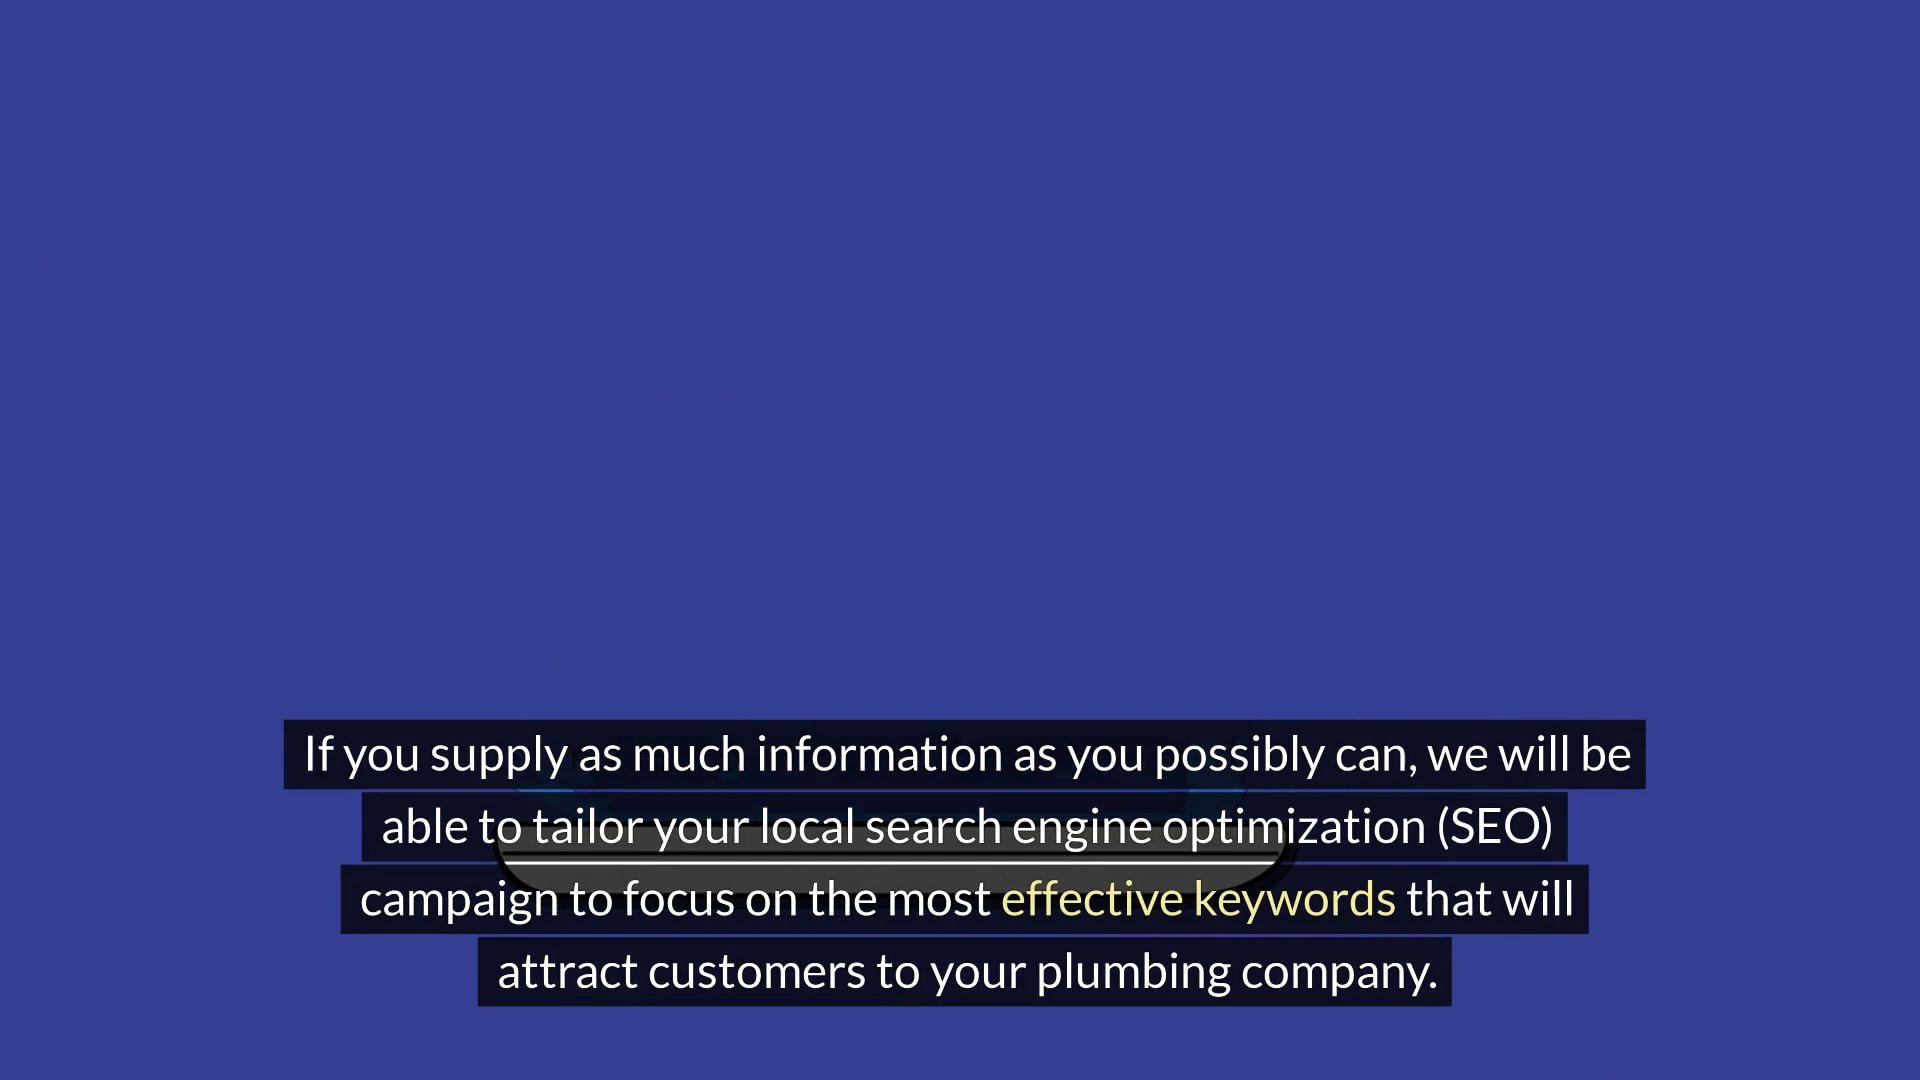 If you supply as much information as you possibly can, we will be
able to tailor your local search engine optimization (SEO)
campaign to focus on the most effective keywords that will
attract customers to your plumbing company.